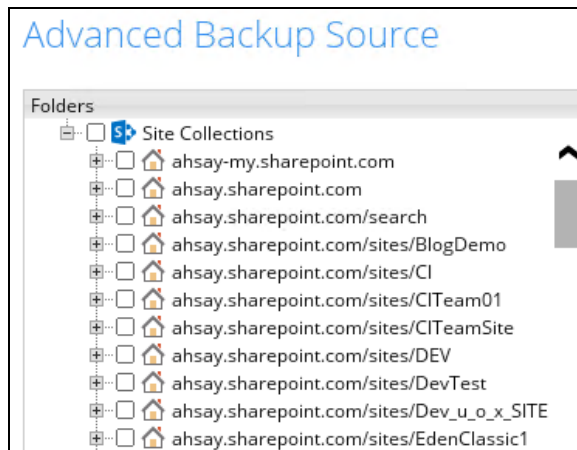 Advanced Backup Source
Folders
Site Collections
ahsay-my.sharepoint.com
ahsay.sharepoint.com
ahsay.sharepoint.com/search
ahsay.sharepoint.com/sites/BlogDemo
ahsay.sharepoint.com/sites/CI
ahsay.sharepoint.com/sites/CITeam01
ahsay.sharepoint.com/sites/CITeamSite
ahsay.sharepoint.com/sites/DEV
ahsay.sharepoint.com/sites/DevTest
ahsay.sharepoint.com/sites/Dev_u_o_x_SITE
ahsay.sharepoint.com/sites/EdenClassic1